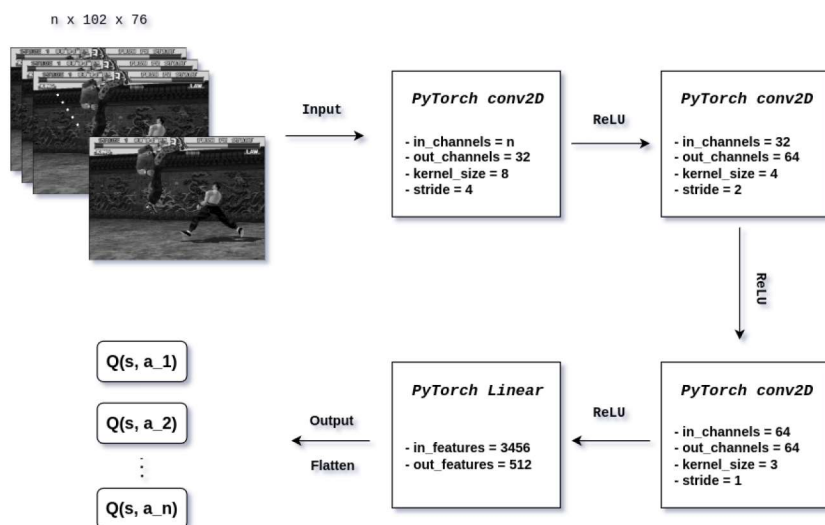 n x 102 x 76
Input
PyTorch conv2D
- in_channels = n
- out_channels = 32
- kernel_size = 8
- stride = 4
ReLU
PyTorch conv2D
- in_channels = 32
- out_channels = 64
- kernel_size = 4
- stride = 2
ReLU
PyTorch conv2D
- in_channels = 64
- out_channels = 64
- kernel_size = 3
- stride = 1
ReLU
PyTorch Linear
- in_features = 3456
- out_features = 512
Output
Flatten
Q(s, a_1)
Q(s, a_2)
⋮
Q(s, a_n)